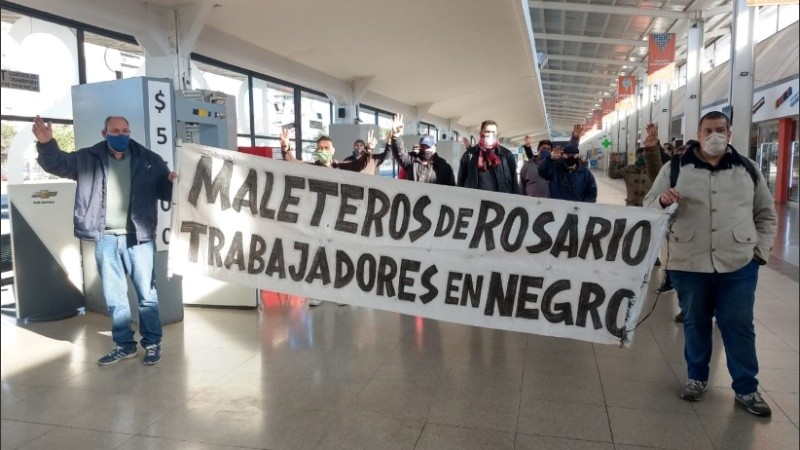 MALETEROS DE ROSARIO
TRABAJADORES EN NEGRO
$5